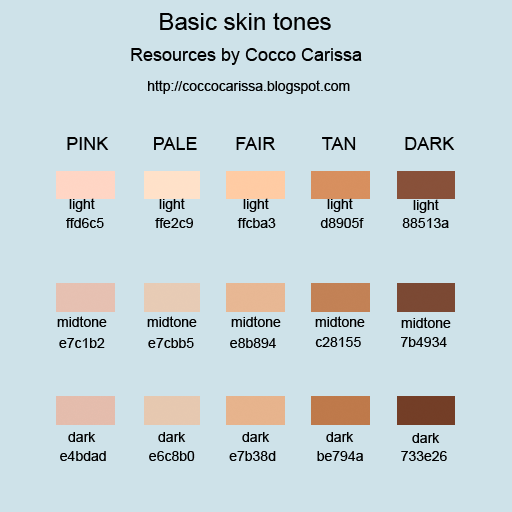 Basic skin tones
Resources by Cocco Carissa
http://coccocarissa.blogspot.com
PINK PALE FAIR TAN DARK
light light light light light
ffd6c5 ffe2c9 ffcba3 d8905f 88513a
midtone midtone midtone midtone midtone
e7c1b2 e7cbb5 e8b894 c28155 7b4934
dark dark dark dark dark
e4bdad e6c8b0 e7b38d be794a 733e26